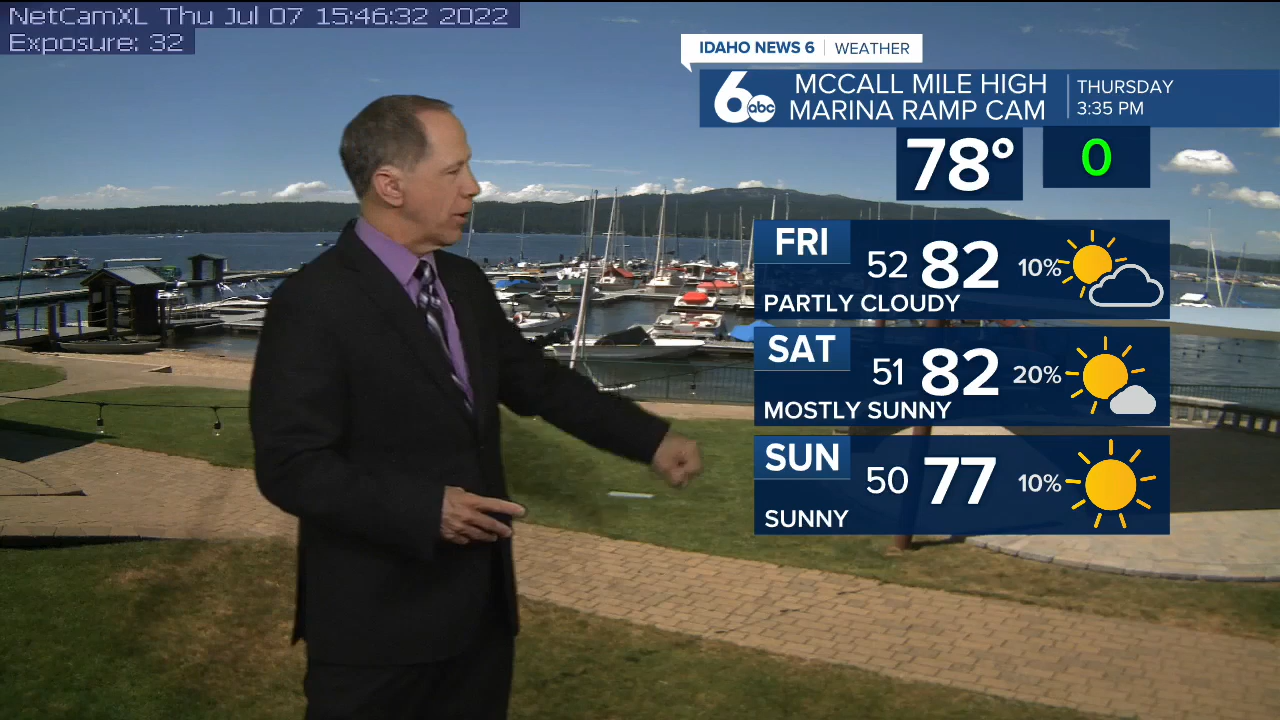 NetCamXL Thu Jul 07 15:46:32 2022
Exposure: 32
IDAHO NEWS 6 | WEATHER
6 abc
MCCALL MILE HIGH
MARINA RAMP CAM
THURSDAY
3:35 PM
78° 0
FRI 52 82 10%
PARTLY CLOUDY
SAT 51 82 20%
MOSTLY SUNNY
SUN 50 77 10%
SUNNY